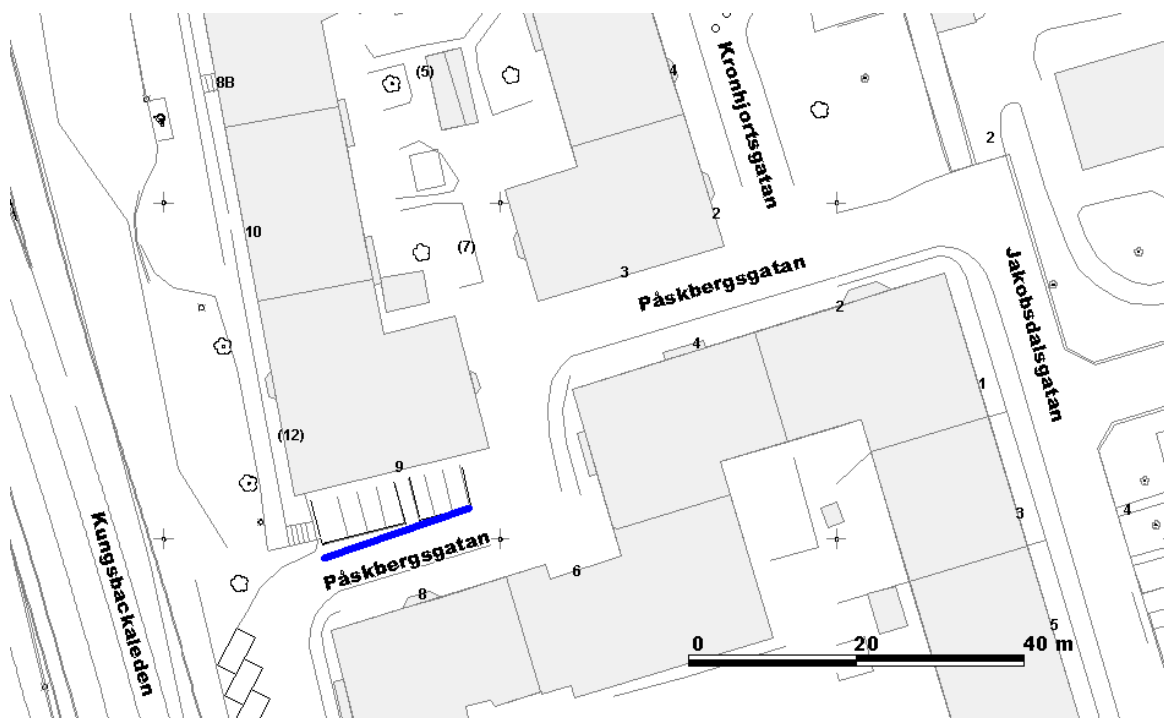 8B
(5)
4
Kronhjortsgatan
2
10
(7)
2
3
Påskbergsgatan
2
4
Jakobsdalsgatan
1
(12)
9
3
4
Kungsbackaleden
Påskbergsgatan
6
8
5
0 20 40 m